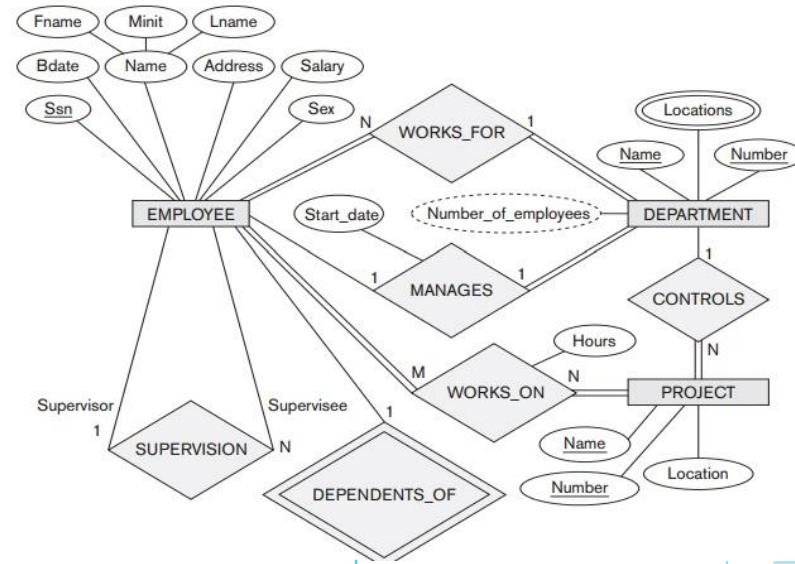 Fname Minit Lname
Bdate Name Address Salary
Ssn Sex
N WORKS_FOR 1
Locations
Name Number
EMPLOYEE Start_date Number_of_employees DEPARTMENT
1 MANAGES 1
1
CONTROLS
N
Hours
M WORKS_ON N PROJECT
Supervisor Supervisee
1 SUPERVISION N
1
Name
Number Location
DEPENDENTS_OF